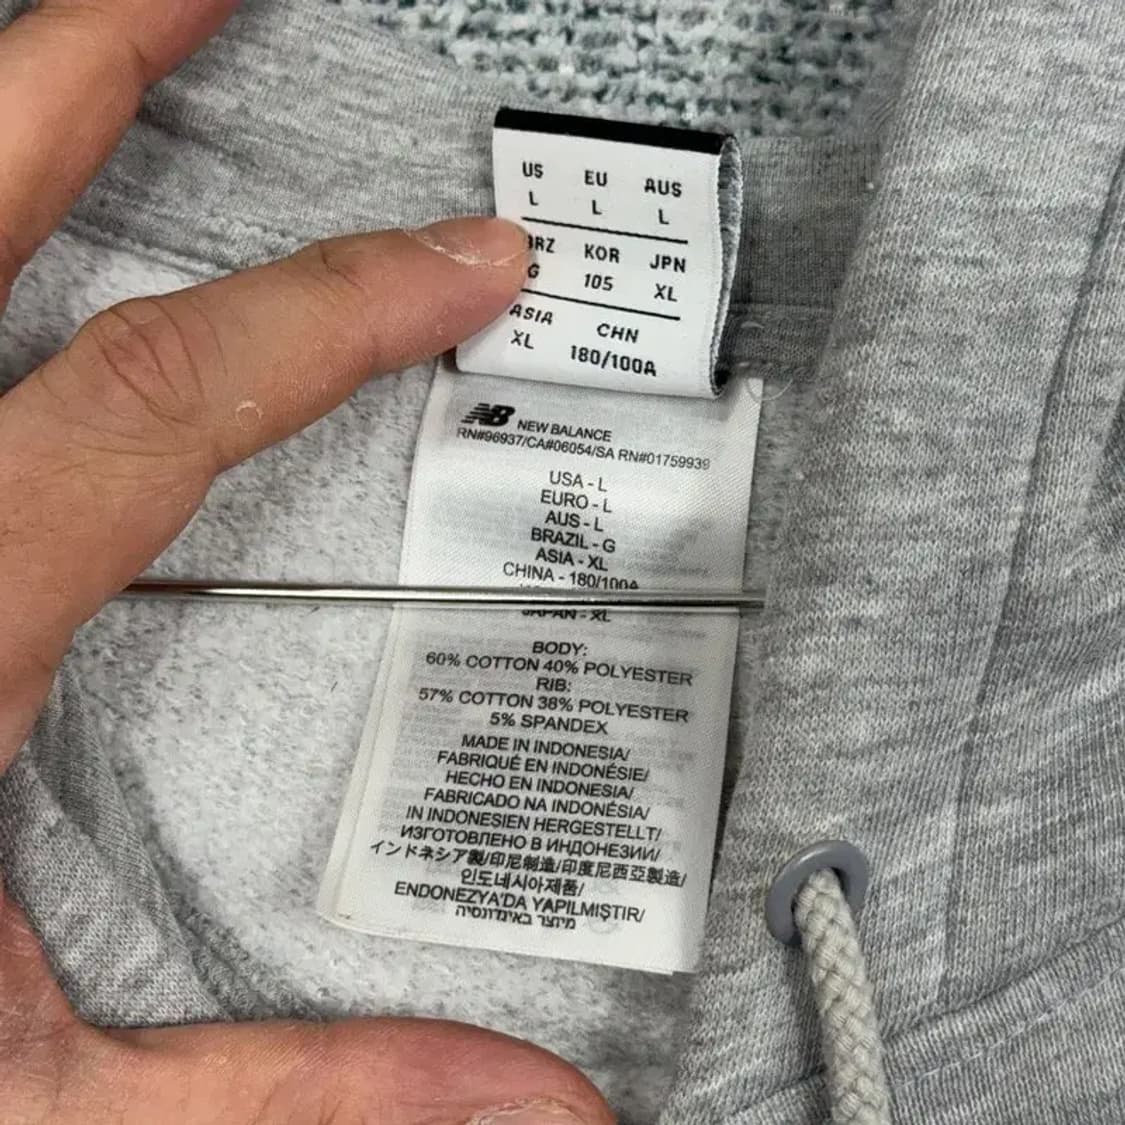 US EU AUS
L L L
BRZ KOR JPN
G 105 XL
ASIA CHN
XL 180/100A
NB NEW BALANCE
RN#96937/CA#06054/SA RN#01759939
USA - L
EURO - L
AUS - L
BRAZIL - G
ASIA - XL
CHINA - 180/100A
JAPAN - XL
BODY:
60% COTTON 40% POLYESTER
RIB:
57% COTTON 38% POLYESTER
5% SPANDEX
MADE IN INDONESIA/
FABRIQUÉ EN INDONÉSIE/
HECHO EN INDONESIA/
FABRICADO NA INDONÉSIA/
IN INDONESIEN HERGESTELLT/
ИЗГОТОВЛЕНО В ИНДОНЕЗИИ/
インドネシア製/印尼制造/印度尼西亞製造/
인도네시아제품/
ENDONEZYA'DA YAPILMIŞTIR/
מיוצר באינדונסיה